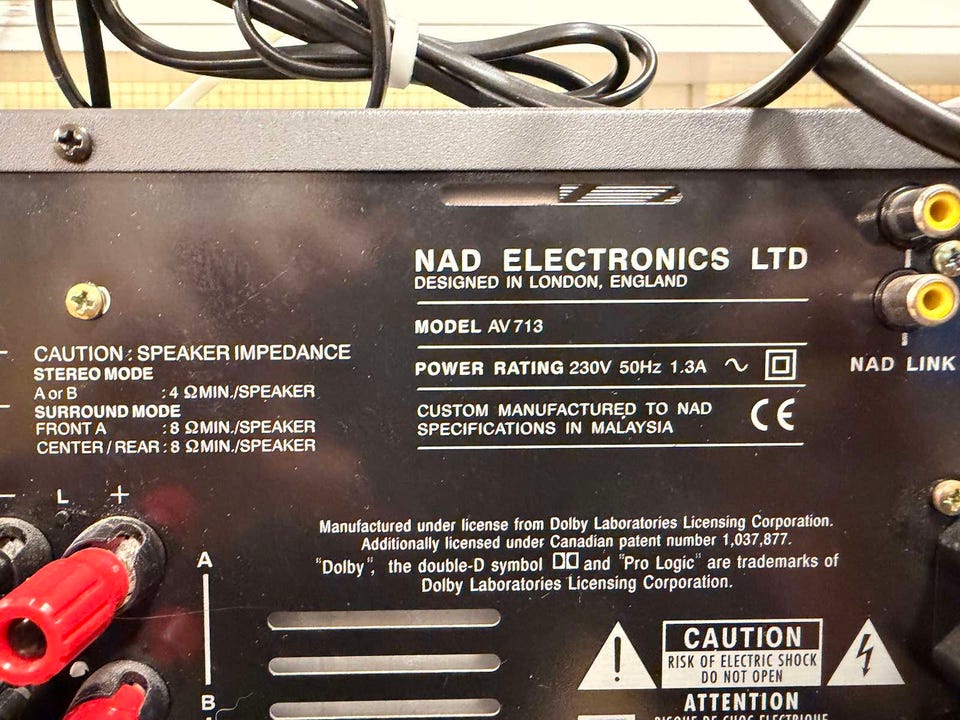 NAD ELECTRONICS LTD
DESIGNED IN LONDON, ENGLAND
MODEL AV713
POWER RATING 230V 50Hz 1.3A
CUSTOM MANUFACTURED TO NAD
SPECIFICATIONS IN MALAYSIA
CE
NAD LINK
CAUTION : SPEAKER IMPEDANCE
STEREO MODE
A or B : 4 ΩMIN./SPEAKER
SURROUND MODE
FRONT A : 8 ΩMIN./SPEAKER
CENTER / REAR : 8 ΩMIN./SPEAKER
− L +
A
B
Manufactured under license from Dolby Laboratories Licensing Corporation.
Additionally licensed under Canadian patent number 1,037,877.
"Dolby", the double-D symbol and "Pro Logic" are trademarks of
Dolby Laboratories Licensing Corporation.
CAUTION
RISK OF ELECTRIC SHOCK
DO NOT OPEN
ATTENTION
RISQUE DE CHOC ELECTRIQUE